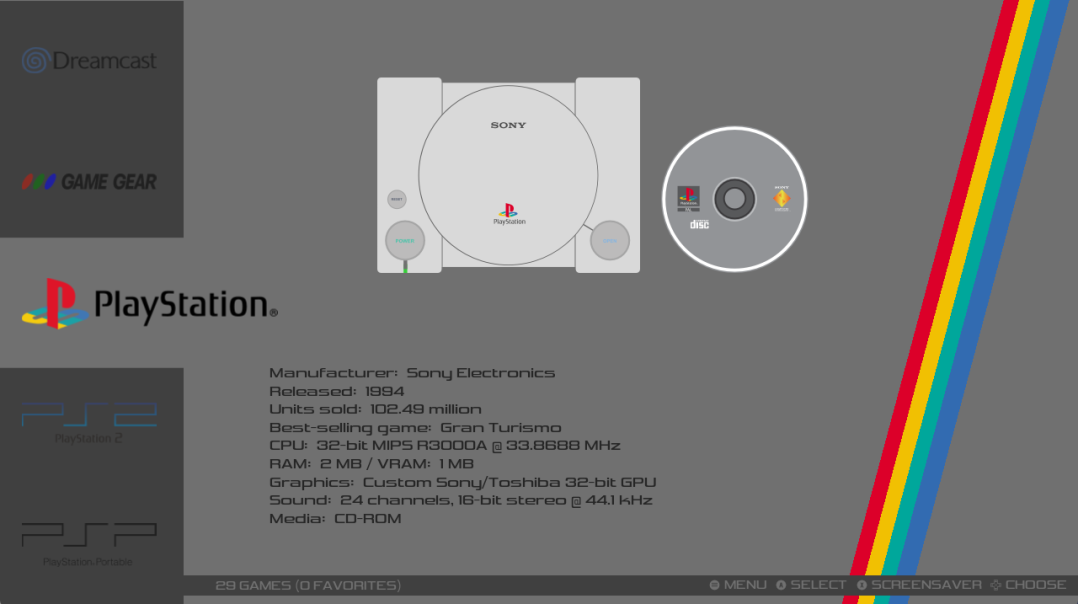 Dreamcast
GAME GEAR
PlayStation®
PlayStation 2
PSP
PlayStation Portable
SONY
RESET
POWER
PlayStation
disc
Manufacturer: Sony Electronics
Released: 1994
Units sold: 102.49 million
Best-selling game: Gran Turismo
CPU: 32-bit MIPS R3000A @ 33.8688 MHz
RAM: 2 MB / VRAM: 1 MB
Graphics: Custom Sony/Toshiba 32-bit GPU
Sound: 24 channels, 16-bit stereo @ 44.1 kHz
Media: CD-ROM
29 GAMES (0 FAVORITES)
MENU SELECT SCREENSAVER CHOOSE